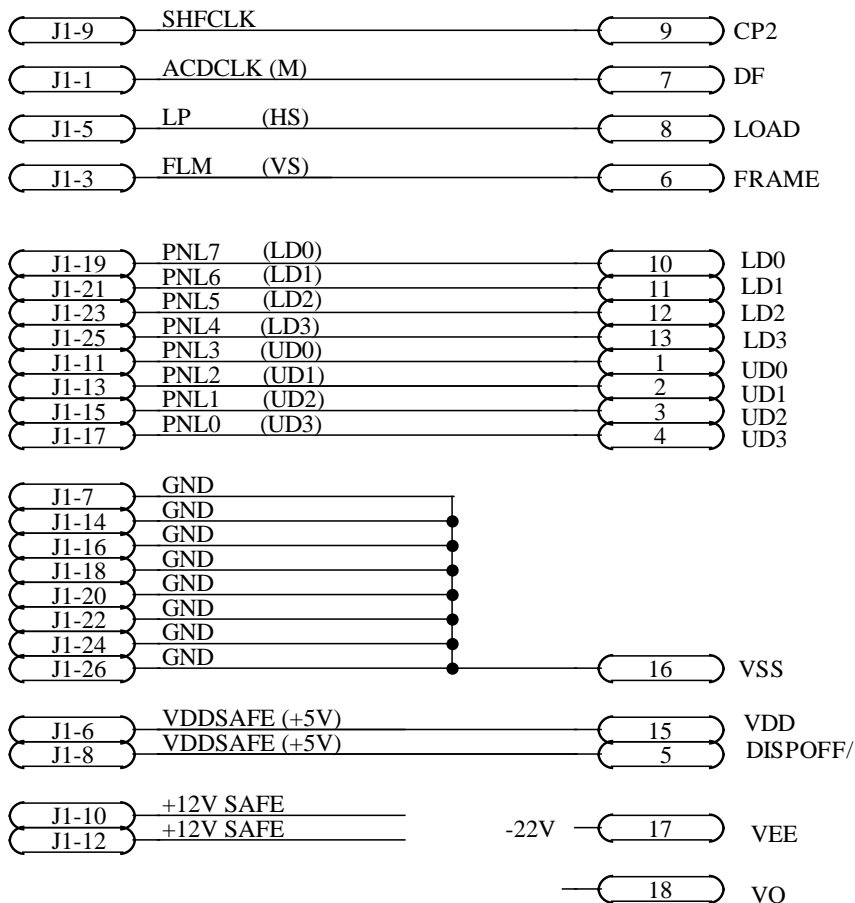 J1-9 SHFCLK 9 CP2
J1-1 ACDCLK (M) 7 DF
J1-5 LP (HS) 8 LOAD
J1-3 FLM (VS) 6 FRAME
J1-19 PNL7 (LD0) 10 LD0
J1-21 PNL6 (LD1) 11 LD1
J1-23 PNL5 (LD2) 12 LD2
J1-25 PNL4 (LD3) 13 LD3
J1-11 PNL3 (UD0) 1 UD0
J1-13 PNL2 (UD1) 2 UD1
J1-15 PNL1 (UD2) 3 UD2
J1-17 PNL0 (UD3) 4 UD3
J1-7 GND
J1-14 GND
J1-16 GND
J1-18 GND
J1-20 GND
J1-22 GND
J1-24 GND
J1-26 GND 16 VSS
J1-6 VDDSAFE (+5V) 15 VDD
J1-8 VDDSAFE (+5V) 5 DISPOFF/
J1-10 +12V SAFE
J1-12 +12V SAFE -22V 17 VEE
18 VO